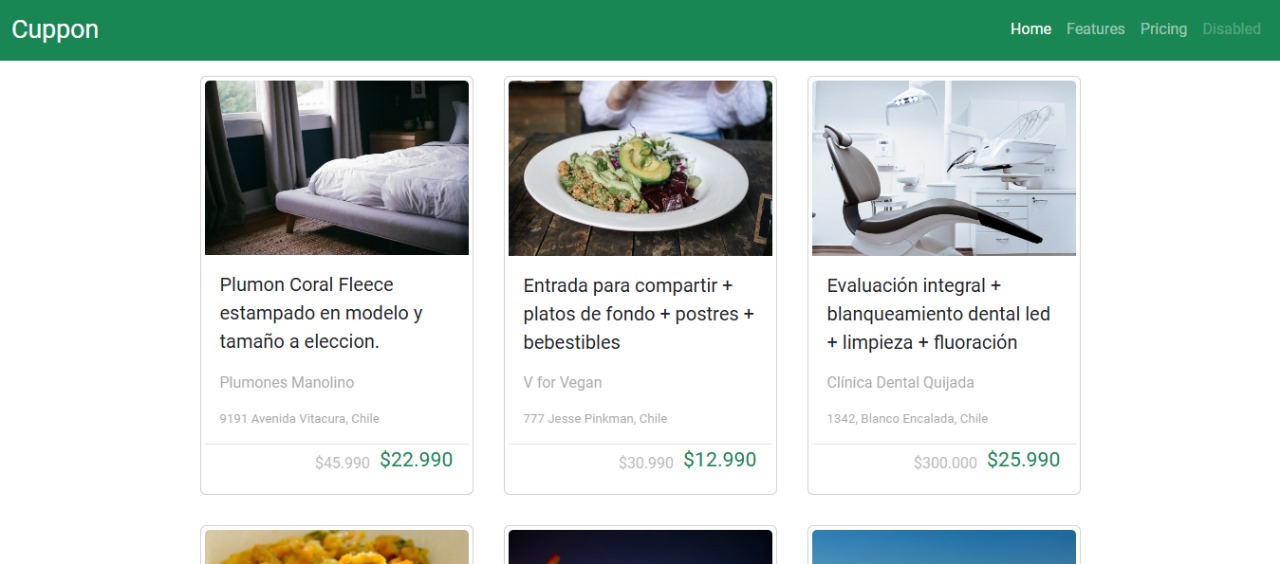 Cuppon
Home Features Pricing Disabled
Plumon Coral Fleece
estampado en modelo y
tamaño a eleccion.
Plumones Manolino
9191 Avenida Vitacura, Chile
$45.990 $22.990
Entrada para compartir +
platos de fondo + postres +
bebestibles
V for Vegan
777 Jesse Pinkman, Chile
$30.990 $12.990
Evaluación integral +
blanqueamiento dental led
+ limpieza + fluoración
Clínica Dental Quijada
1342, Blanco Encalada, Chile
$300.000 $25.990